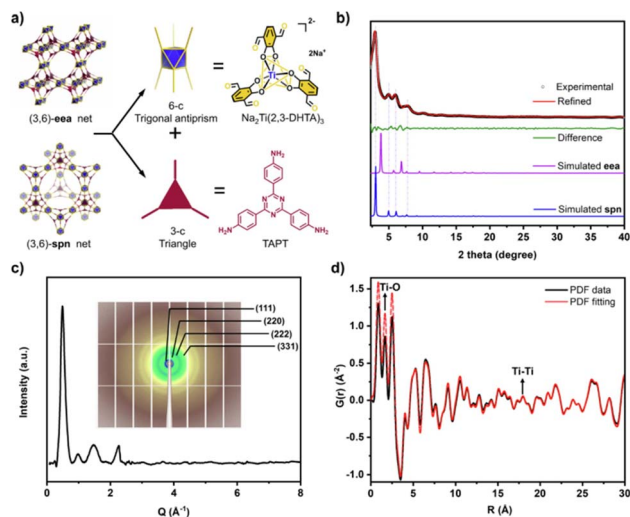 a)
(3,6)-eea net
6-c
Trigonal antiprism
=
2-
2Na+
Ti
O
Na2Ti(2,3-DHTA)3
+
(3,6)-spn net
3-c
Triangle
=
NH2
N
N
N
H2N
NH2
TAPT
b)
Experimental
Refined
Difference
Simulated eea
Simulated spn
5 10 15 20 25 30 35 40
2 theta (degree)
c)
Intensity (a.u.)
(111)
(220)
(222)
(331)
0 2 4 6 8
Q (Å-1)
d)
G(r) (Å-2)
1.5
1.0
0.5
0.0
-0.5
-1.0
Ti-O
PDF data
PDF fitting
Ti-Ti
0 5 10 15 20 25 30
R (Å)